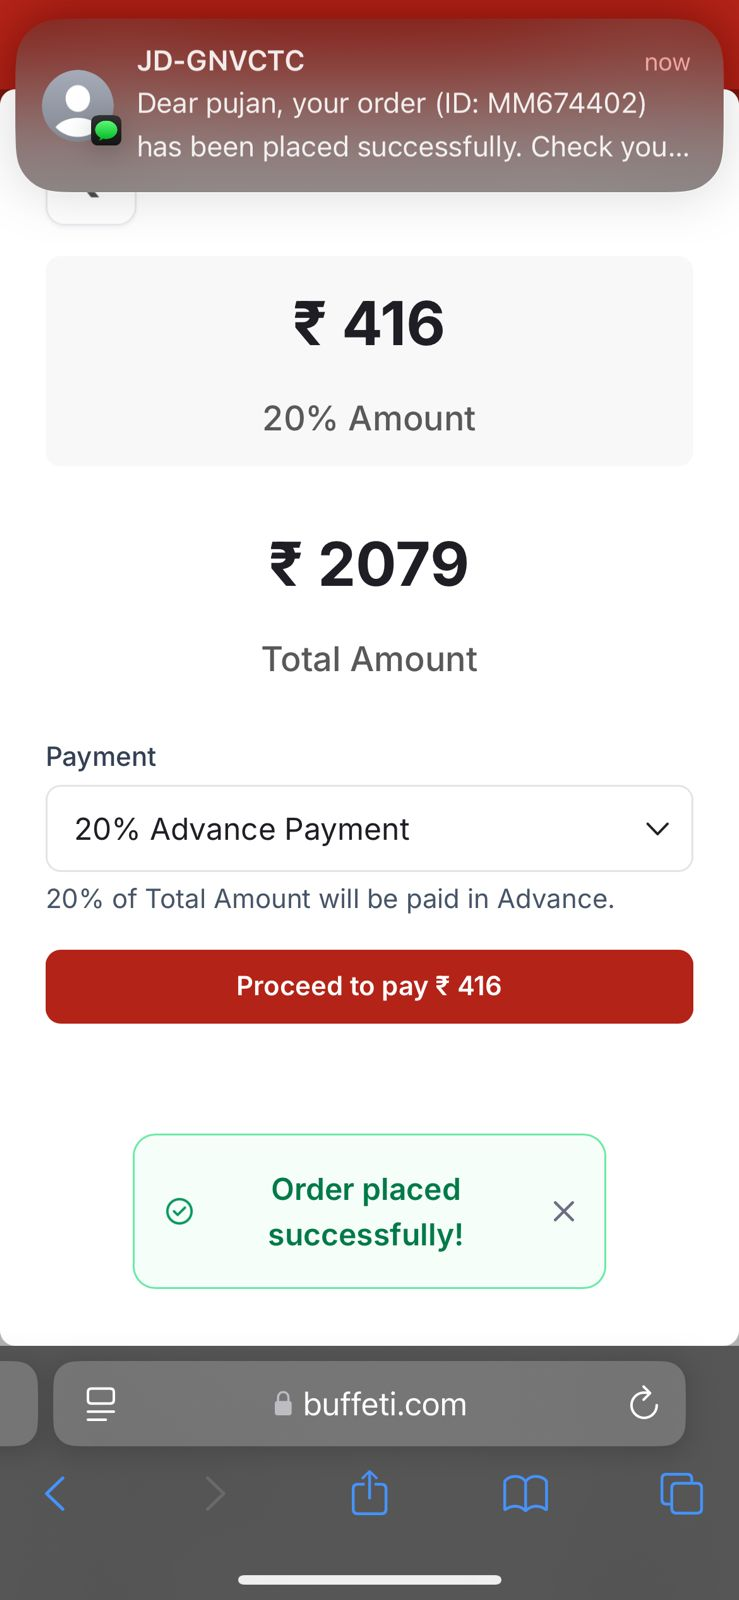 JD-GNVCTC
now
Dear pujan, your order (ID: MM674402)
has been placed successfully. Check you...
₹ 416
20% Amount
₹ 2079
Total Amount
Payment
20% Advance Payment
20% of Total Amount will be paid in Advance.
Proceed to pay ₹ 416
Order placed
successfully!
buffeti.com